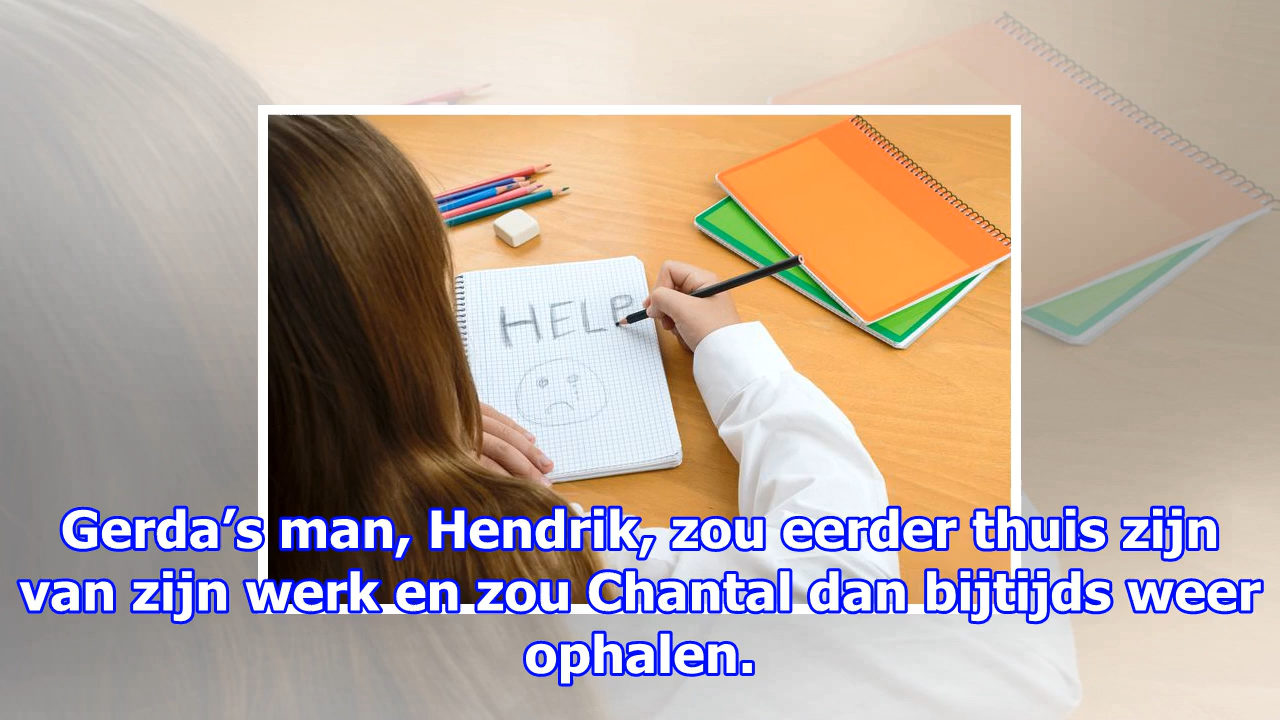 HELP
Gerda’s man, Hendrik, zou eerder thuis zijn
van zijn werk en zou Chantal dan bijtijds weer
ophalen.